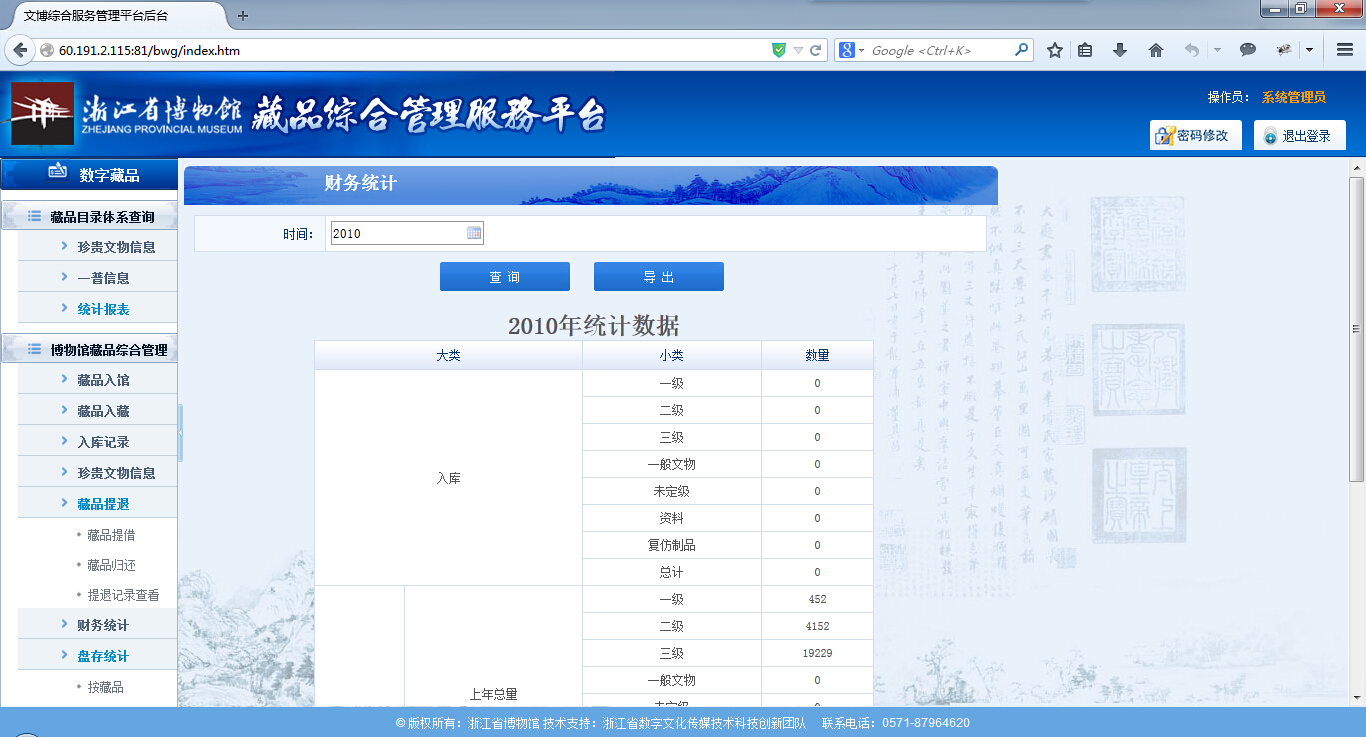 文博综合服务管理平台后台
60.191.2.115:81/bwg/index.htm
Google <Ctrl+K>
浙江省博物館
ZHEJIANG PROVINCIAL MUSEUM
藏品综合管理服務平台
操作员： 系统管理员
密码修改 退出登录
数字藏品
藏品目录体系查询
珍贵文物信息
一普信息
统计报表
博物馆藏品综合管理
藏品入馆
藏品入藏
入库记录
珍贵文物信息
藏品提退
藏品提借
藏品归还
提退记录查看
财务统计
盘存统计
按藏品
财务统计
时间： 2010
查 询 导 出
2010年统计数据
大类 小类 数量
入库
一级 0
二级 0
三级 0
一般文物 0
未定级 0
资料 0
复仿制品 0
总计 0
上年总量
一级 452
二级 4152
三级 19229
一般文物 0
© 版权所有：浙江省博物馆 技术支持：浙江省数字文化传媒技术科技创新团队 联系电话：0571-87964620